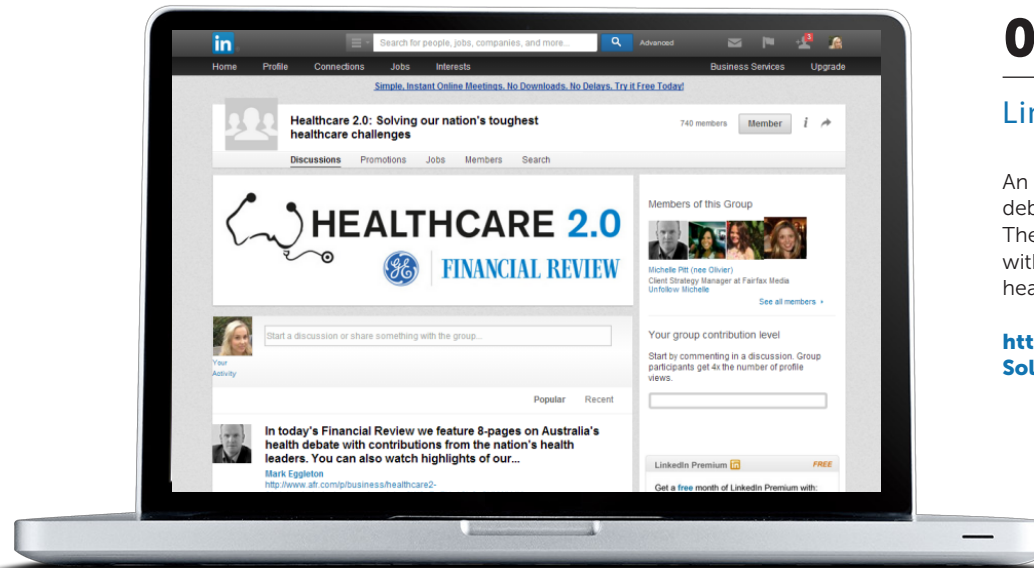 in
Search for people, jobs, companies, and more...
Advanced
3
Home Profile Connections Jobs Interests Business Services Upgrade
Simple, Instant Online Meetings. No Downloads. No Delays. Try it Free Today!
Healthcare 2.0: Solving our nation's toughest
healthcare challenges
740 members Member i
Discussions Promotions Jobs Members Search
HEALTHCARE 2.0
GE FINANCIAL REVIEW
Start a discussion or share something with the group...
Your
Activity
Popular Recent
In today's Financial Review we feature 8-pages on Australia's
health debate with contributions from the nation's health
leaders. You can also watch highlights of our...
Mark Eggleton
http://www.afr.com/p/business/healthcare2-
Members of this Group
Michelle Pitt (nee Olivier)
Client Strategy Manager at Fairfax Media
Unfollow Michelle
See all members
Your group contribution level
Start by commenting in a discussion. Group
participants get 4x the number of profile
views.
LinkedIn Premium in FREE
Get a free month of LinkedIn Premium with:
0
Lin
An
deb
The
with
hea
htt
Sol